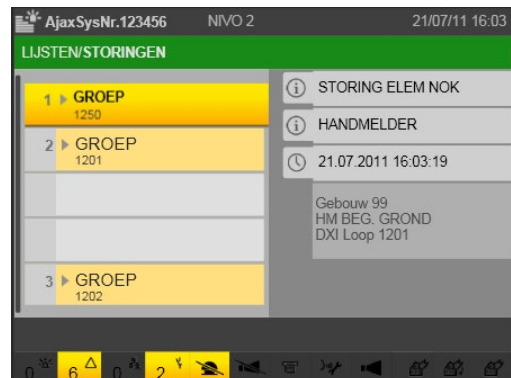 AjaxSysNr.123456 NIVO 2 21/07/11 16:03
LIJSTEN/STORINGEN
1 GROEP
1250
2 GROEP
1201
3 GROEP
1202
STORING ELEM NOK
HANDMELDER
21.07.2011 16:03:19
Gebouw 99
HM BEG. GROND
DXI Loop 1201
0 6 0 2